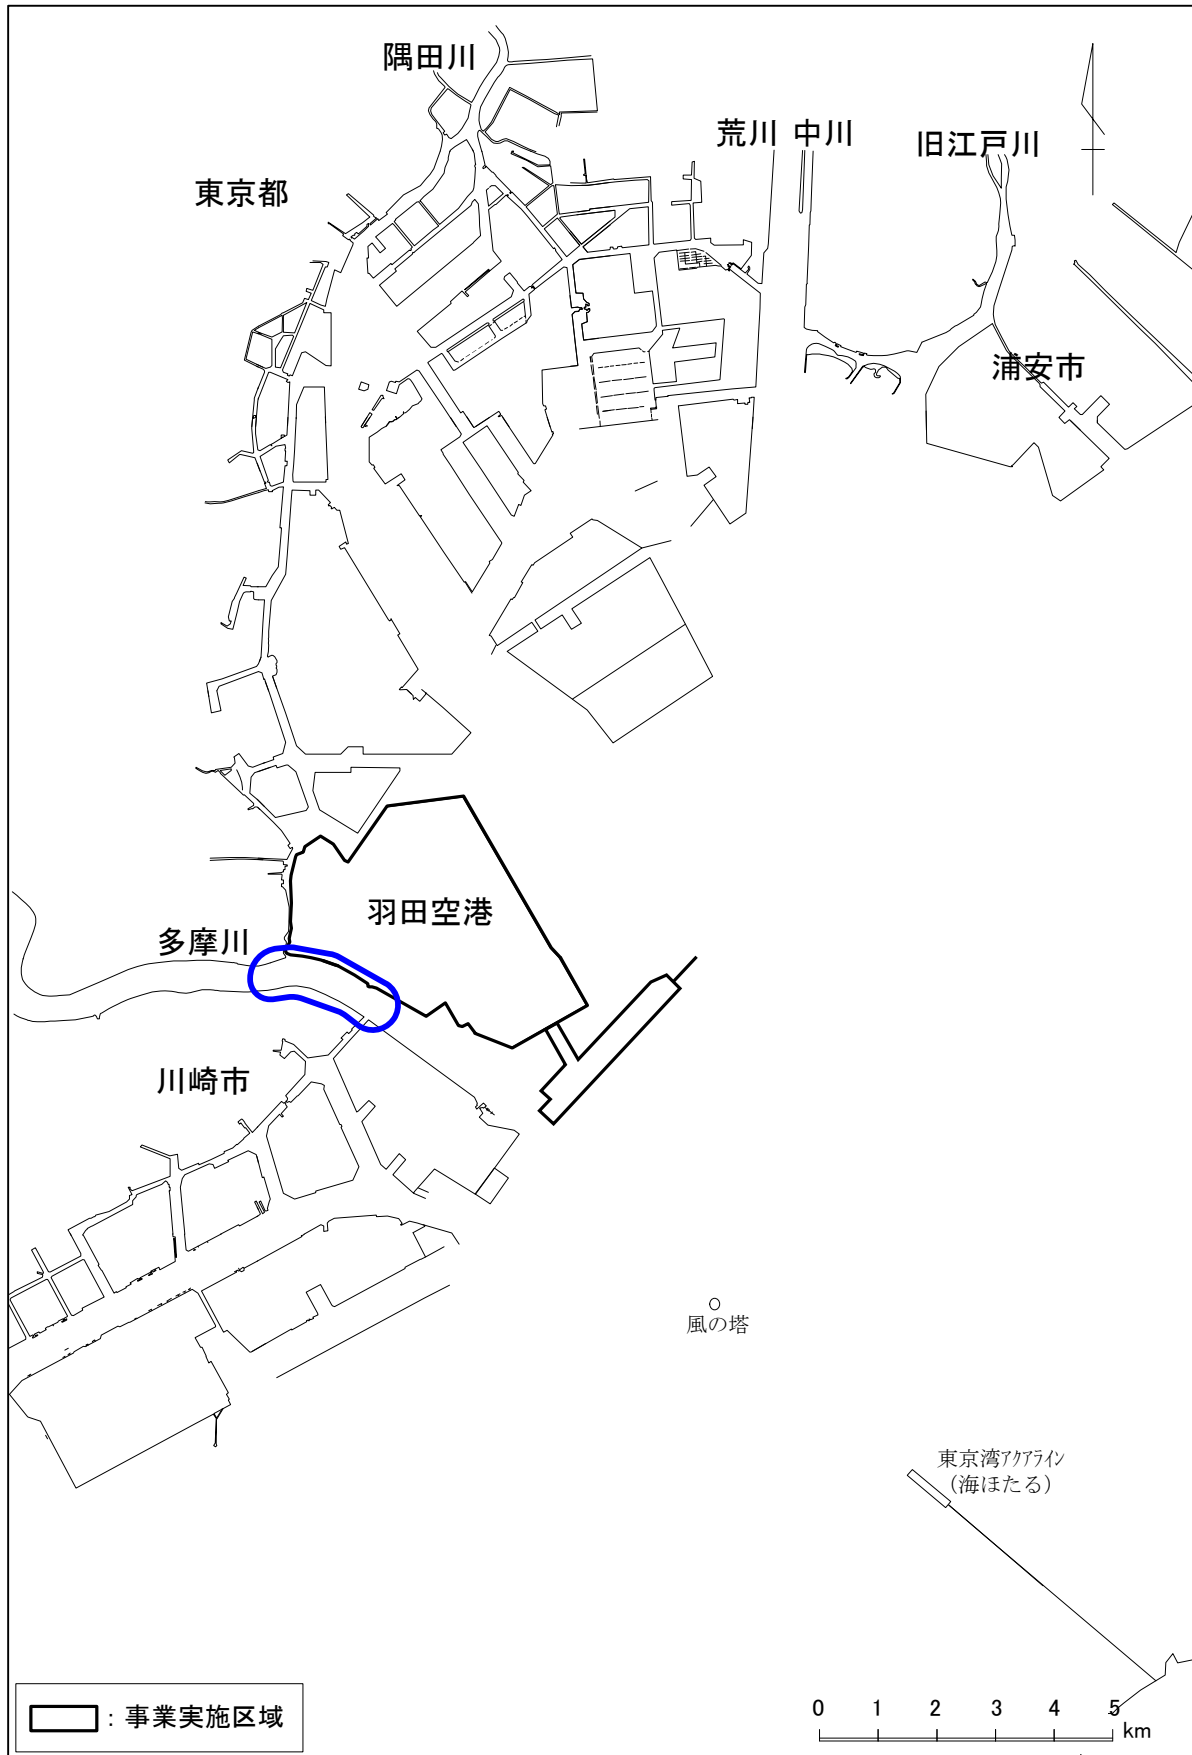 隅田川
荒川 中川
旧江戸川
東京都
浦安市
羽田空港
多摩川
川崎市
風の塔
東京湾アクアライン
(海ほたる)
：事業実施区域
0 1 2 3 4 5
km